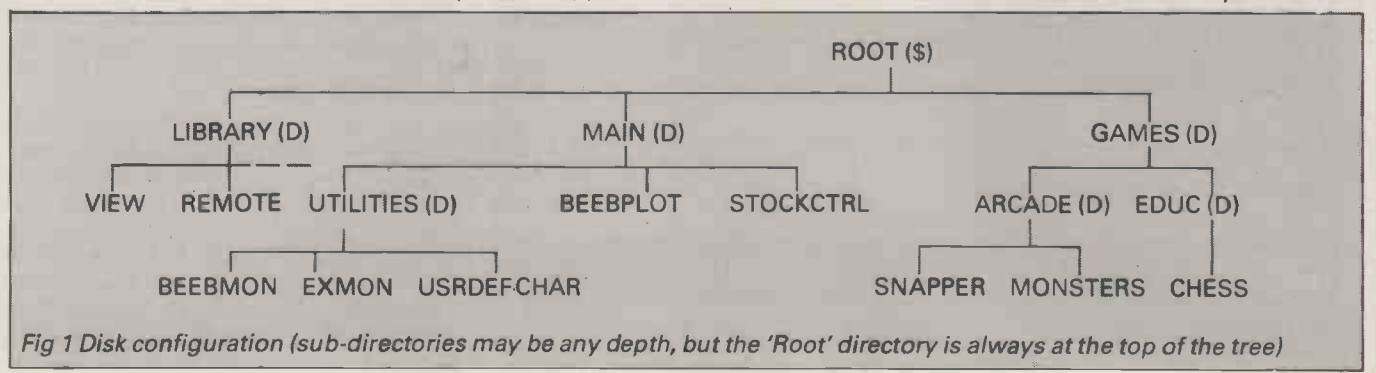 ROOT ($)
LIBRARY (D) MAIN (D) GAMES (D)
VIEW REMOTE UTILITIES (D) BEEBPLOT STOCKCTRL ARCADE (D) EDUC (D)
BEEBMON EXMON USRDEF·CHAR SNAPPER MONSTERS CHESS
Fig 1 Disk configuration (sub-directories may be any depth, but the 'Root' directory is always at the top of the tree)